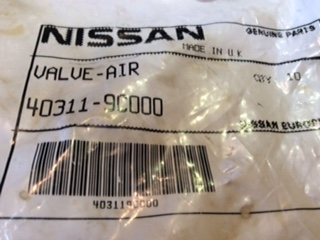 NISSAN GENUINE PARTS
MADE IN U.K
VALVE-AIR QTY 10
40311-9C000
NISSAN EUROPE
403119C000